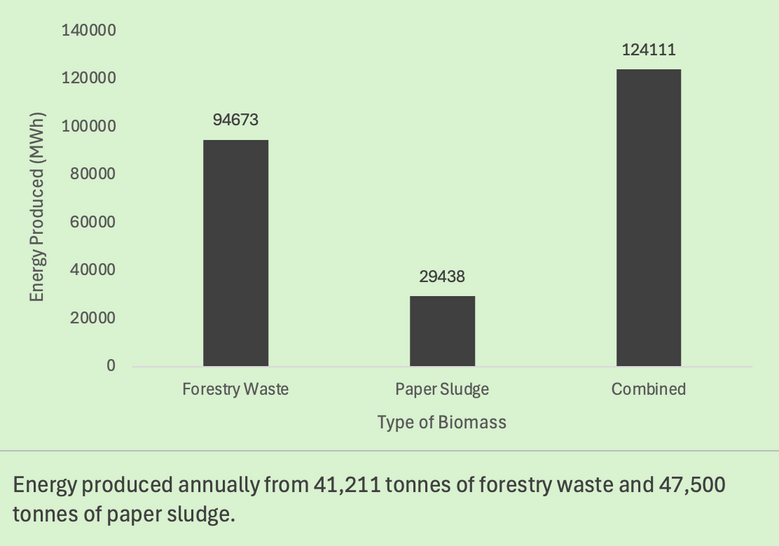 140000
120000
100000
80000
60000
40000
20000
0
Energy Produced (MWh)
94673
29438
124111
Forestry Waste
Paper Sludge
Combined
Type of Biomass
Energy produced annually from 41,211 tonnes of forestry waste and 47,500
tonnes of paper sludge.